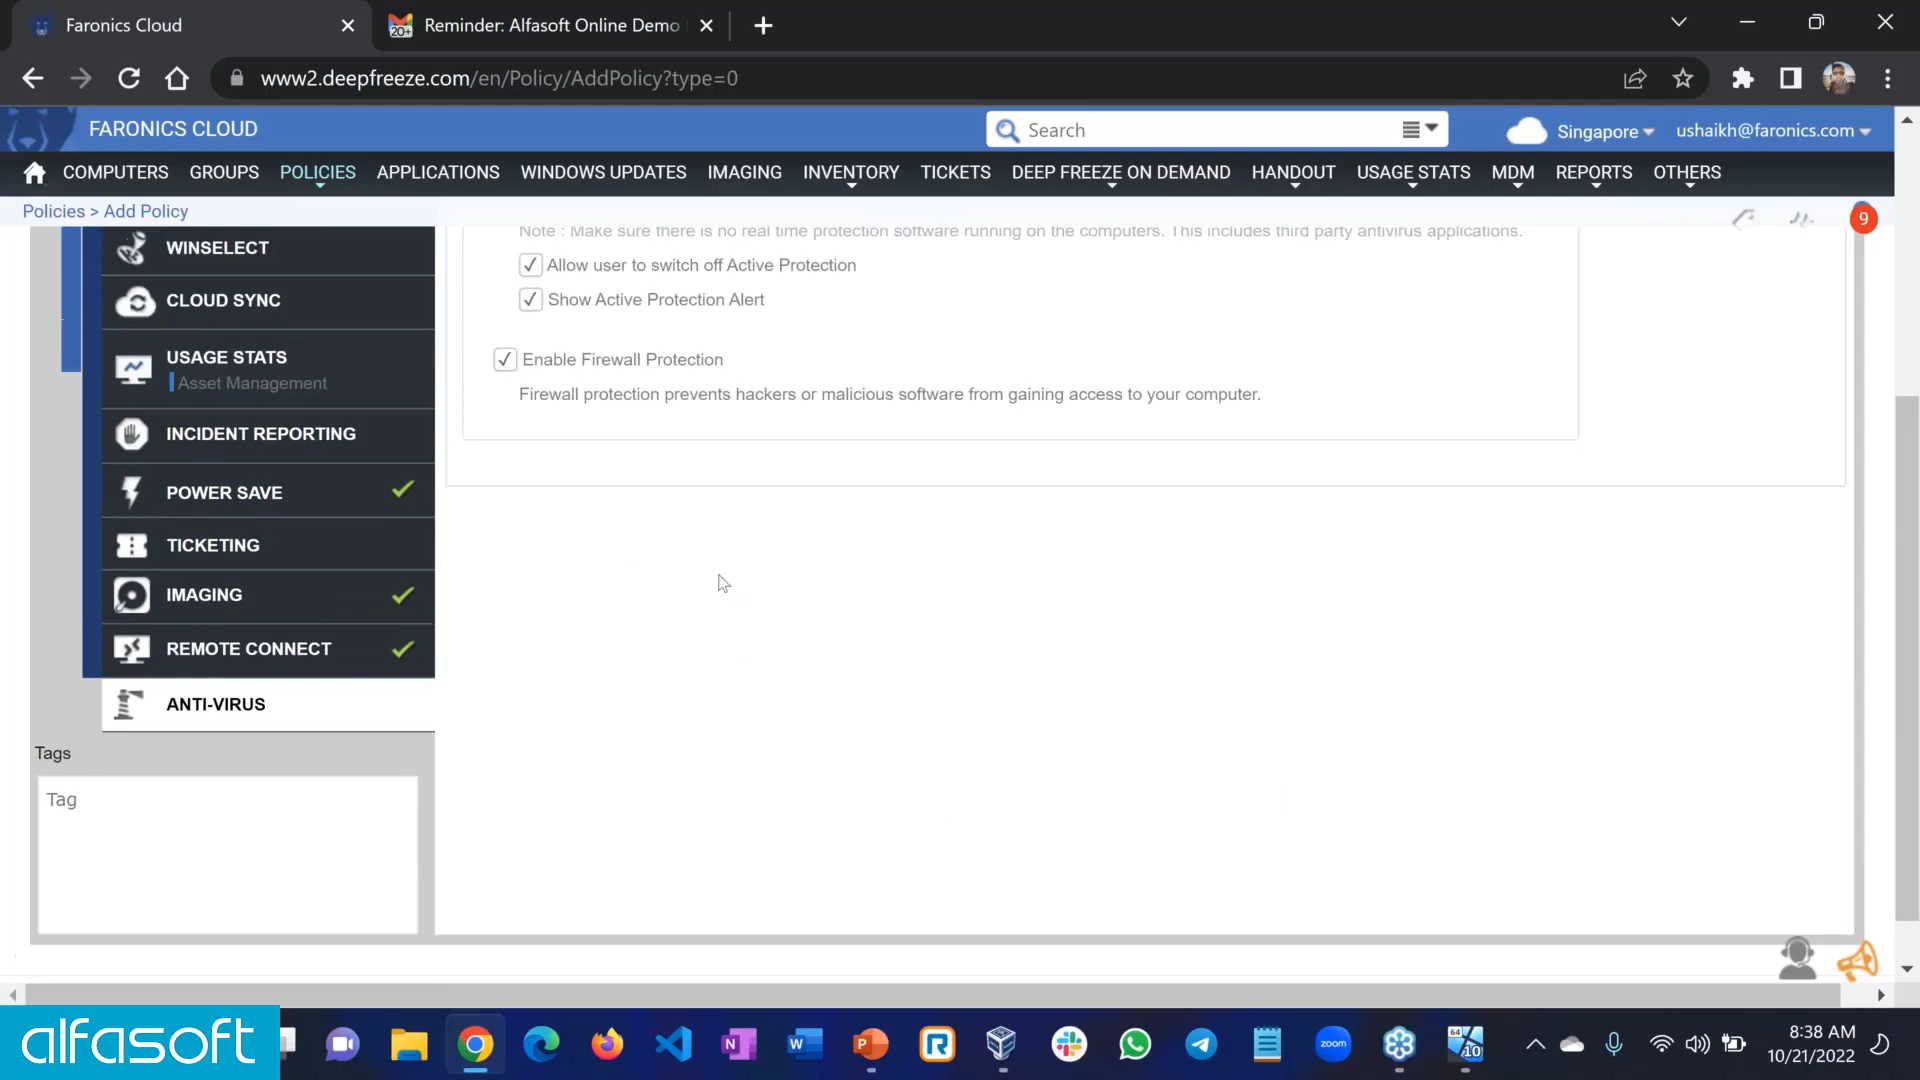 Faronics Cloud
20+
Reminder: Alfasoft Online Demo
www2.deepfreeze.com/en/Policy/AddPolicy?type=0
FARONICS CLOUD
Search
Singapore
ushaikh@faronics.com
COMPUTERS GROUPS POLICIES APPLICATIONS WINDOWS UPDATES IMAGING INVENTORY TICKETS DEEP FREEZE ON DEMAND HANDOUT USAGE STATS MDM REPORTS OTHERS
Policies > Add Policy
9
Note : Make sure there is no real time protection software running on the computers. This includes third party antivirus applications.
Allow user to switch off Active Protection
Show Active Protection Alert
Enable Firewall Protection
Firewall protection prevents hackers or malicious software from gaining access to your computer.
WINSELECT
CLOUD SYNC
USAGE STATS
Asset Management
INCIDENT REPORTING
POWER SAVE
TICKETING
IMAGING
REMOTE CONNECT
ANTI-VIRUS
Tags
Tag
alfasoft
N
W
P
R
zoom
64
10
8:38 AM
10/21/2022